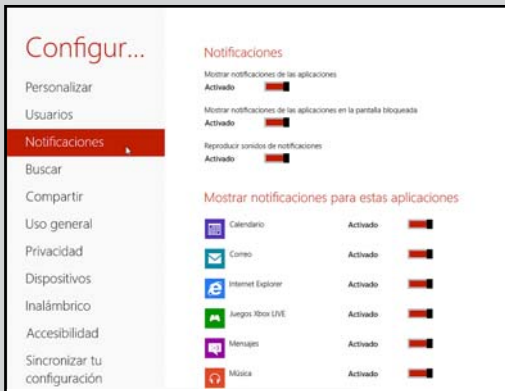 Configur...
Personalizar
Usuarios
Notificaciones
Buscar
Compartir
Uso general
Privacidad
Dispositivos
Inalámbrico
Accesibilidad
Sincronizar tu
configuración
Notificaciones
Mostrar notificaciones de las aplicaciones
Activado
Mostrar notificaciones de las aplicaciones en la pantalla bloqueada
Activado
Reproducir sonidos de notificaciones
Activado
Mostrar notificaciones para estas aplicaciones
Calendario Activado
Correo Activado
Internet Explorer Activado
Juegos Xbox LIVE Activado
Mensajes Activado
Música Activado